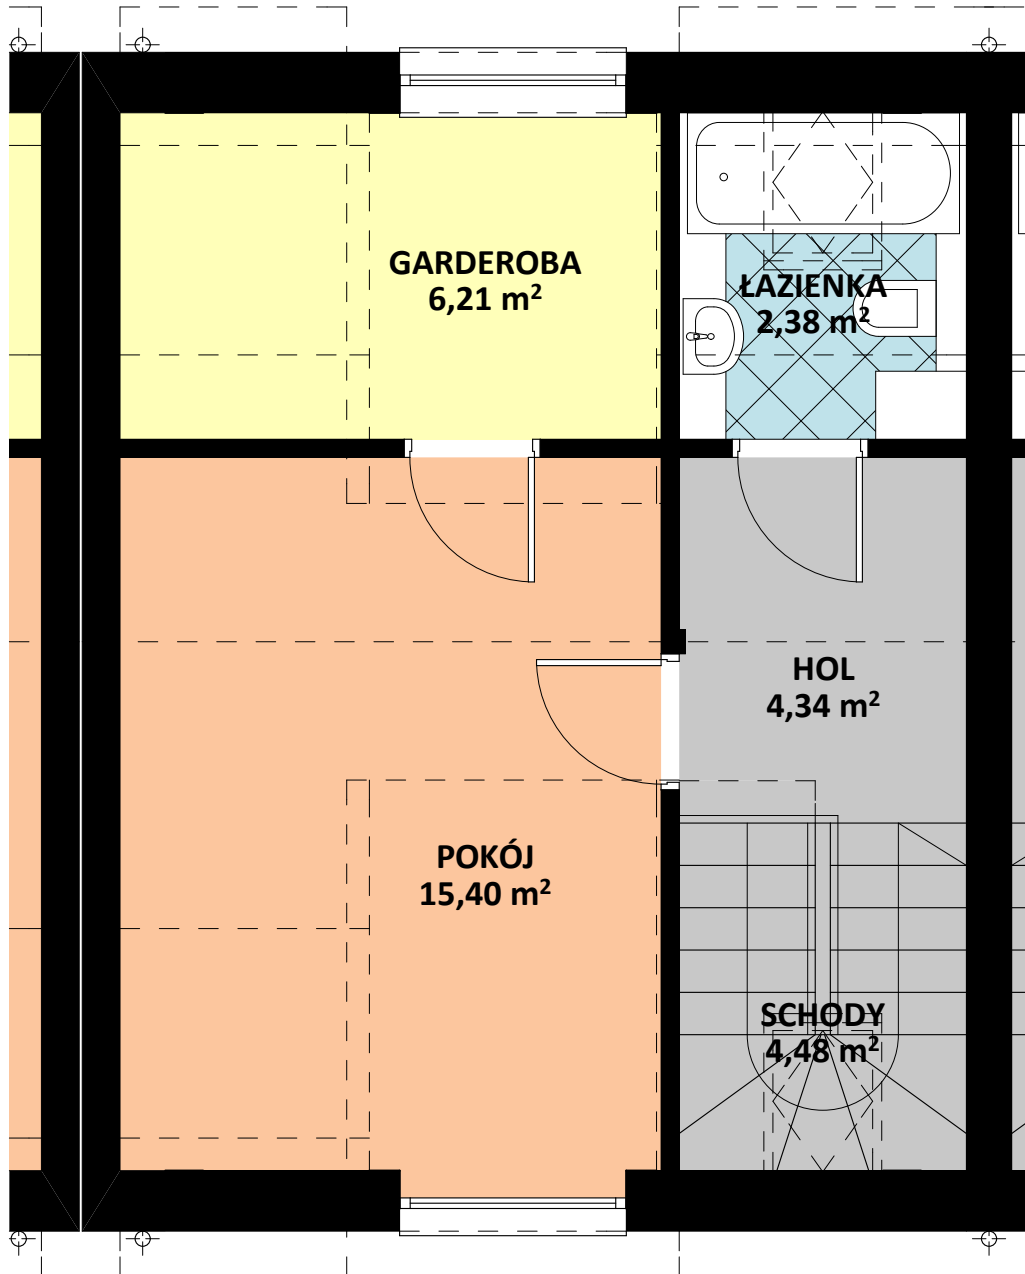 GARDEROBA
6,21 m²
ŁAZIENKA
2,38 m²
HOL
4,34 m²
POKÓJ
15,40 m²
SCHODY
4,48 m²